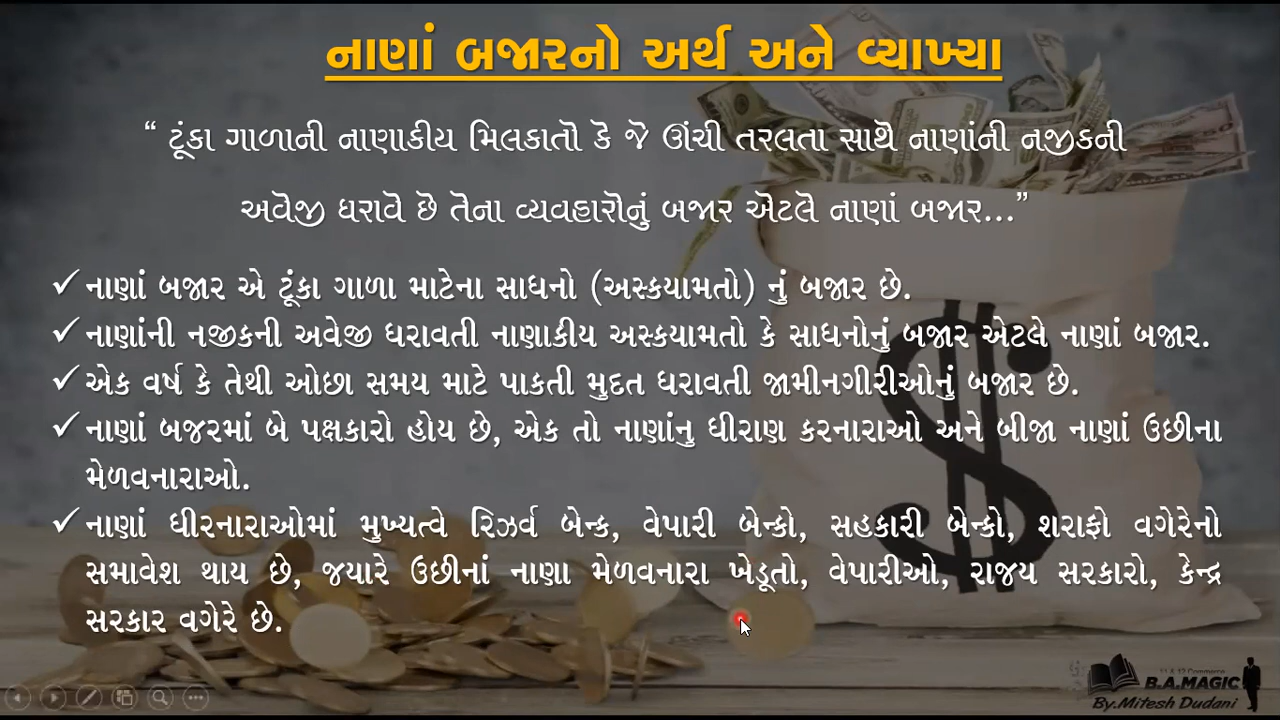 નાણાં બજારનો અર્થ અને વ્યાખ્યા
“ ટૂંકા ગાળાની નાણાકીય મિલકાતો કે જે ઊંચી તરલતા સાથે નાણાંની નજીકની
અવેજી ધરાવે છે તેના વ્યવહારોનું બજાર એટલે નાણાં બજાર...”
✓ નાણાં બજાર એ ટૂંકા ગાળા માટેના સાધનો (અસ્કયામતો) નું બજાર છે.
✓ નાણાંની નજીકની અવેજી ધરાવતી નાણાકીય અસ્કયામતો કે સાધનોનું બજાર એટલે નાણાં બજાર.
✓ એક વર્ષ કે તેથી ઓછા સમય માટે પાકતી મુદત ધરાવતી જામીનગીરીઓનું બજાર છે.
✓ નાણાં બજરમાં બે પક્ષકારો હોય છે, એક તો નાણાંનુ ધીરાણ કરનારાઓ અને બીજા નાણાં ઉછીના
મેળવનારાઓ.
✓ નાણાં ધીરનારાઓમાં મુખ્યત્વે રિઝર્વ બેન્ક, વેપારી બેન્કો, સહકારી બેન્કો, શરાફો વગેરેનો
સમાવેશ થાય છે, જયારે ઉછીનાં નાણા મેળવનારા ખેડૂતો, વેપારીઓ, રાજય સરકારો, કેન્દ્ર
સરકાર વગેરે છે.
B.A.MAGIC
By.Mitesh Dudani